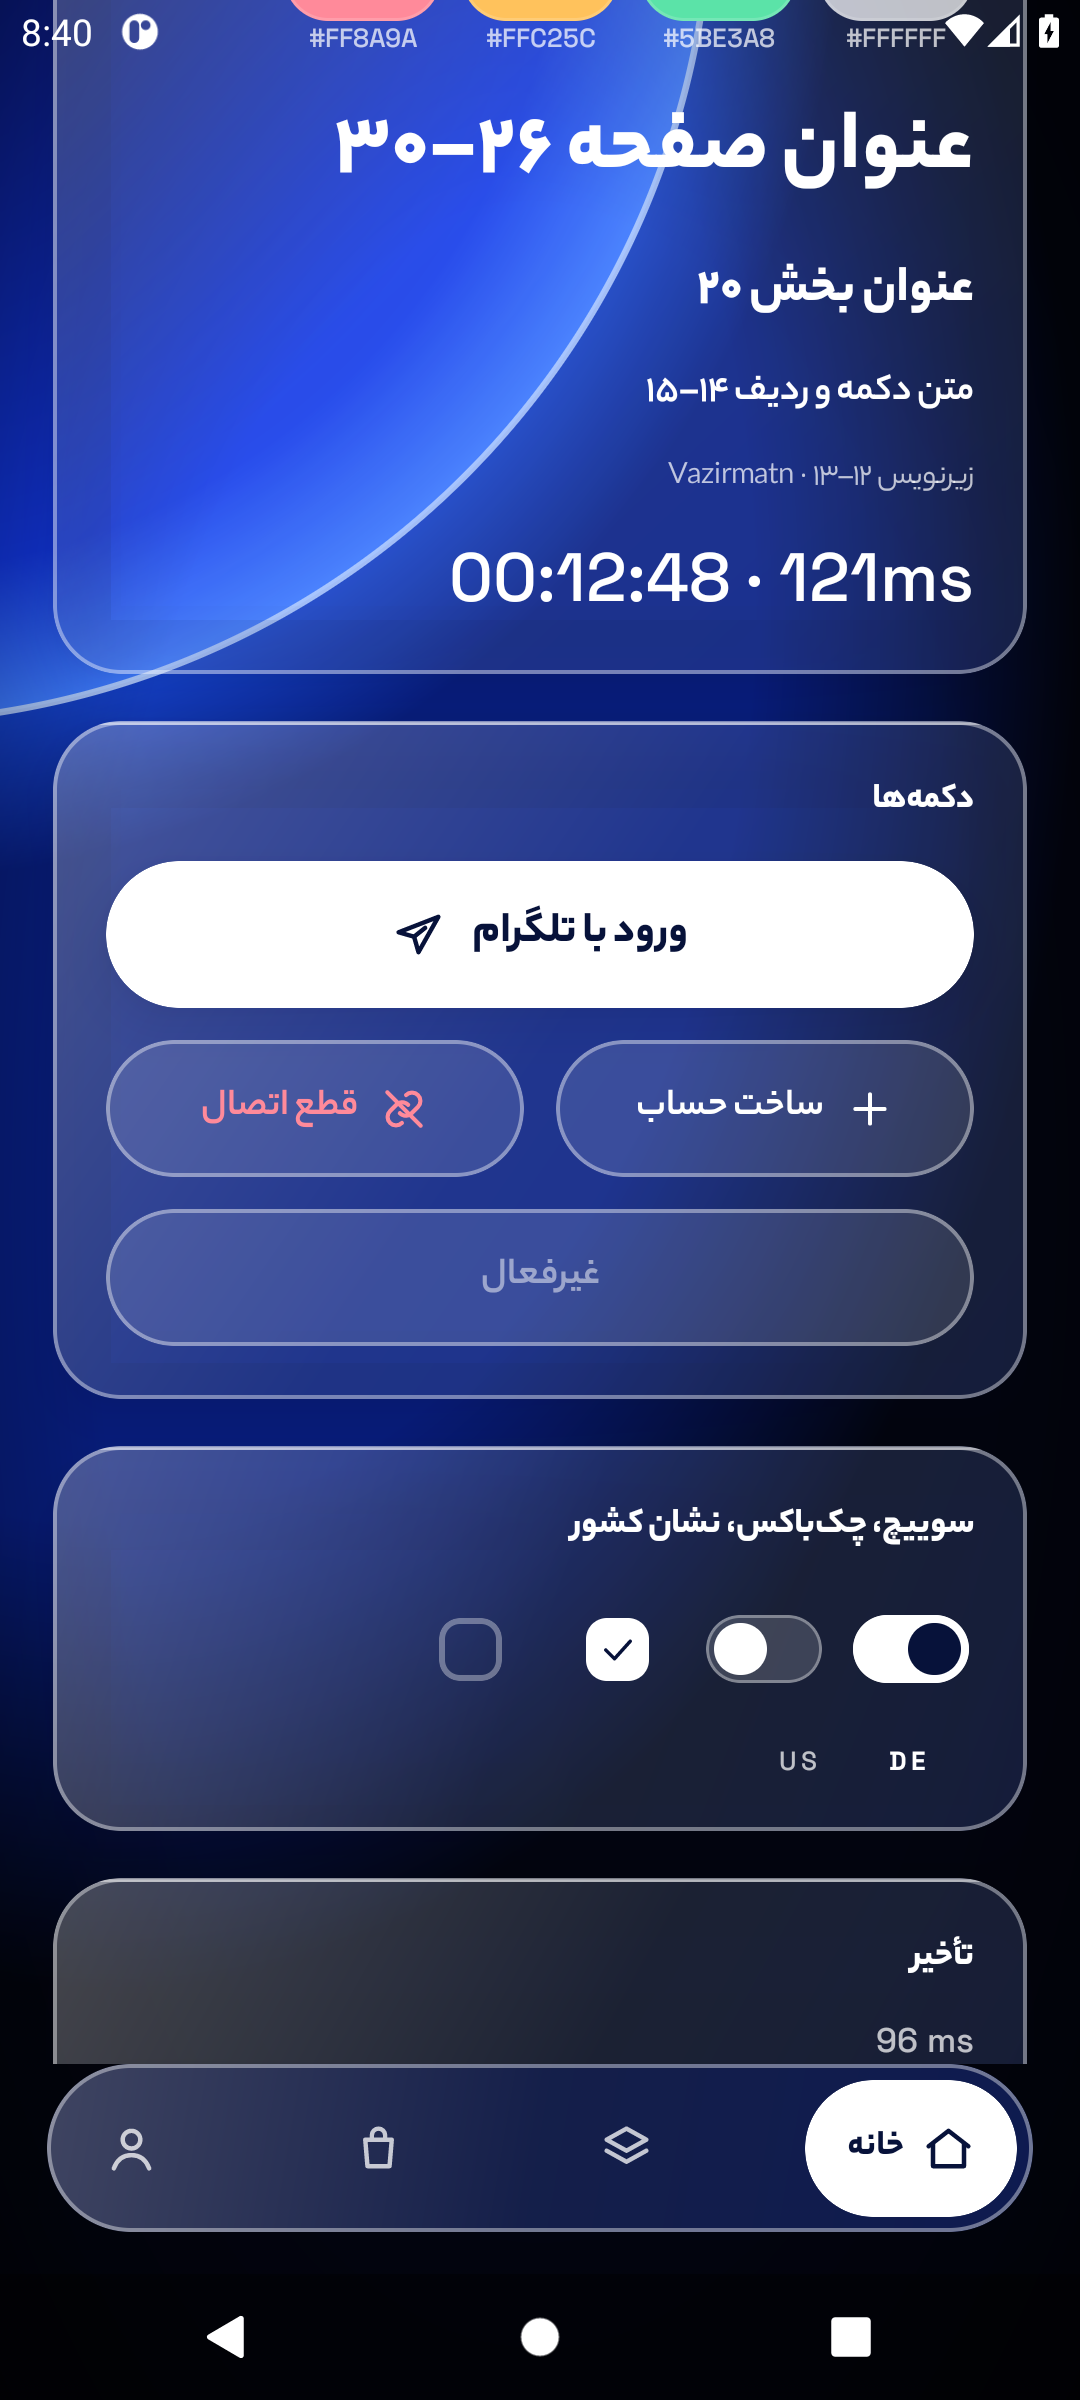 8:40
#FF8A9A #FFC25C #5BE3A8 #FFFFFF
عنوان صفحه ۲۶–۳۰
عنوان بخش ۲۰
متن دکمه و ردیف ۱۴–۱۵
زیرنویس ۱۲–۱۳ · Vazirmatn
00:12:48 · 121ms
دکمه‌ها
ورود با تلگرام
ساخت حساب
قطع اتصال
غیرفعال
سوییچ، چک‌باکس، نشان کشور
DE
US
تأخیر
96 ms
خانه